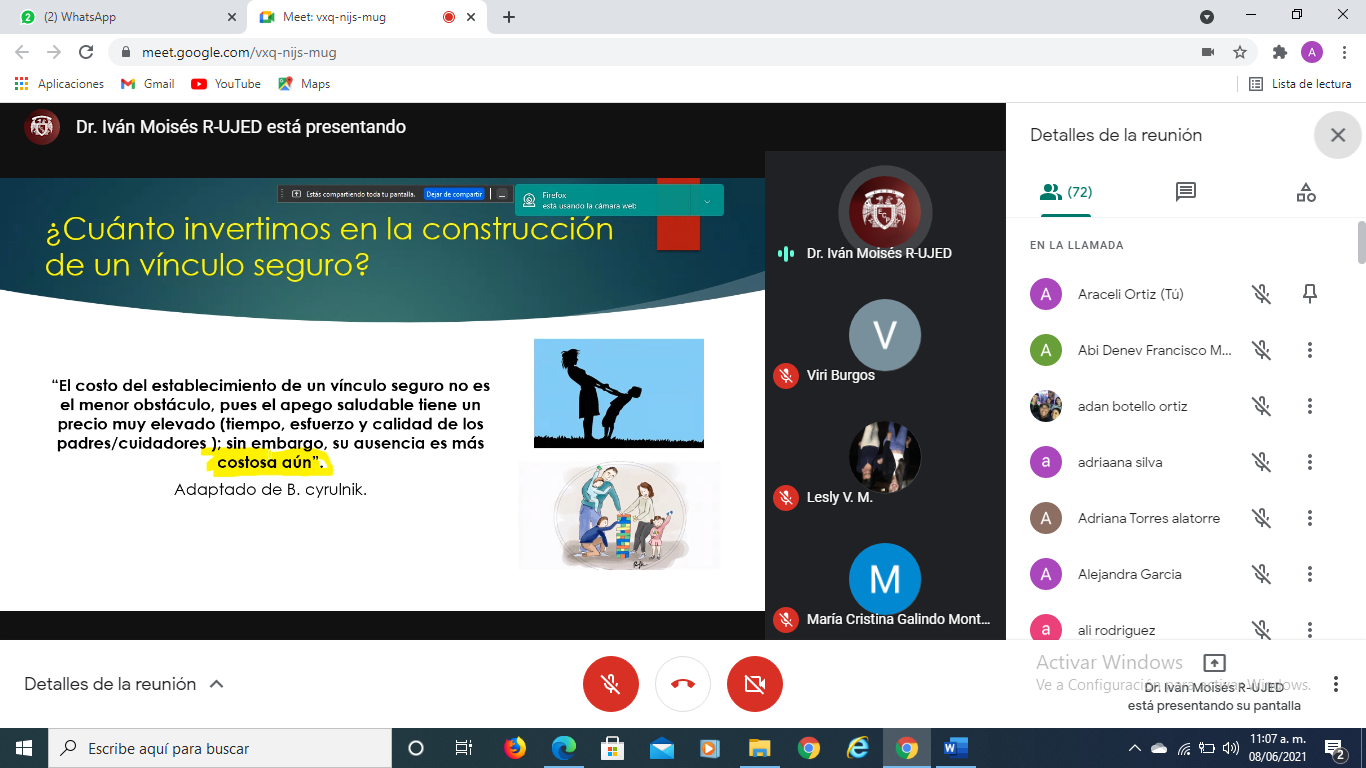 (2) WhatsApp
Meet: vxq-nijs-mug
meet.google.com/vxq-nijs-mug
A
Aplicaciones
Gmail
YouTube
Maps
Lista de lectura
Dr. Iván Moisés R-UJED está presentando
Estás compartiendo toda tu pantalla.
Dejar de compartir
Firefox
está usando la cámara web
¿Cuánto invertimos en la construcción
de un vínculo seguro?
“El costo del establecimiento de un vínculo seguro no es
el menor obstáculo, pues el apego saludable tiene un
precio muy elevado (tiempo, esfuerzo y calidad de los
padres/cuidadores ); sin embargo, su ausencia es más
costosa aún”.
Adaptado de B. cyrulnik.
Dr. Iván Moisés R-UJED
V
Viri Burgos
Lesly V. M.
M
María Cristina Galindo Mont...
Detalles de la reunión
(72)
EN LA LLAMADA
A
Araceli Ortiz (Tú)
A
Abi Denev Francisco M...
adan botello ortiz
a
adriaana silva
A
Adriana Torres alatorre
A
Alejandra Garcia
a
ali rodriguez
Detalles de la reunión
Activar Windows
Ve a Configuración para activar Windows.
Dr. Iván Moisés R-UJED
está presentando su pantalla
Escribe aquí para buscar
11:07 a. m.
08/06/2021
2